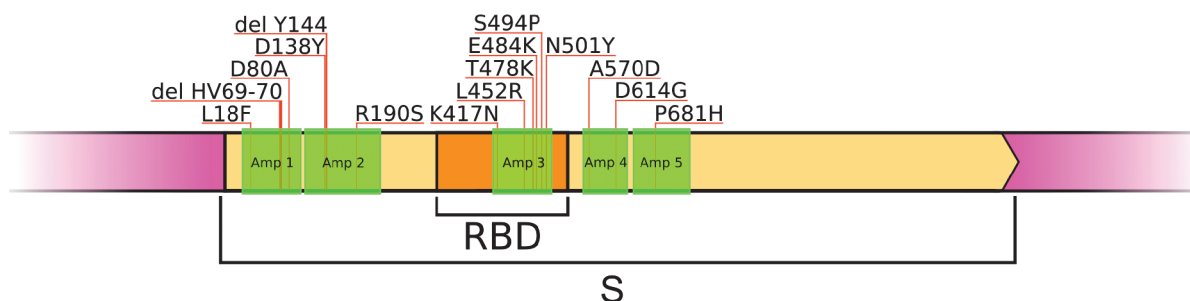 del Y144
D138Y
D80A
del HV69-70
L18F
R190S
S494P
E484K
N501Y
T478K
L452R
K417N
A570D
D614G
P681H
Amp 1
Amp 2
Amp 3
Amp 4
Amp 5
RBD
S